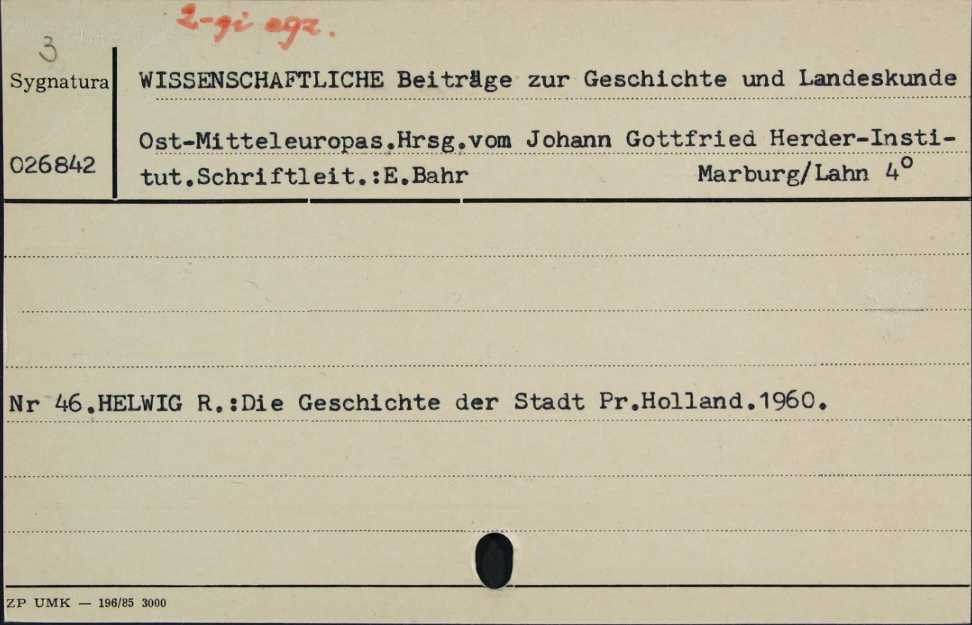 2-gi egz.
3
Sygnatura
026842
WISSENSCHAFTLICHE Beiträge zur Geschichte und Landeskunde
Ost-Mitteleuropas.Hrsg.vom Johann Gottfried Herder-Insti-
tut.Schriftleit.:E.Bahr Marburg/Lahn 4°
Nr 46.HELWIG R.:Die Geschichte der Stadt Pr.Holland.1960.
ZP UMK — 196/85 3000